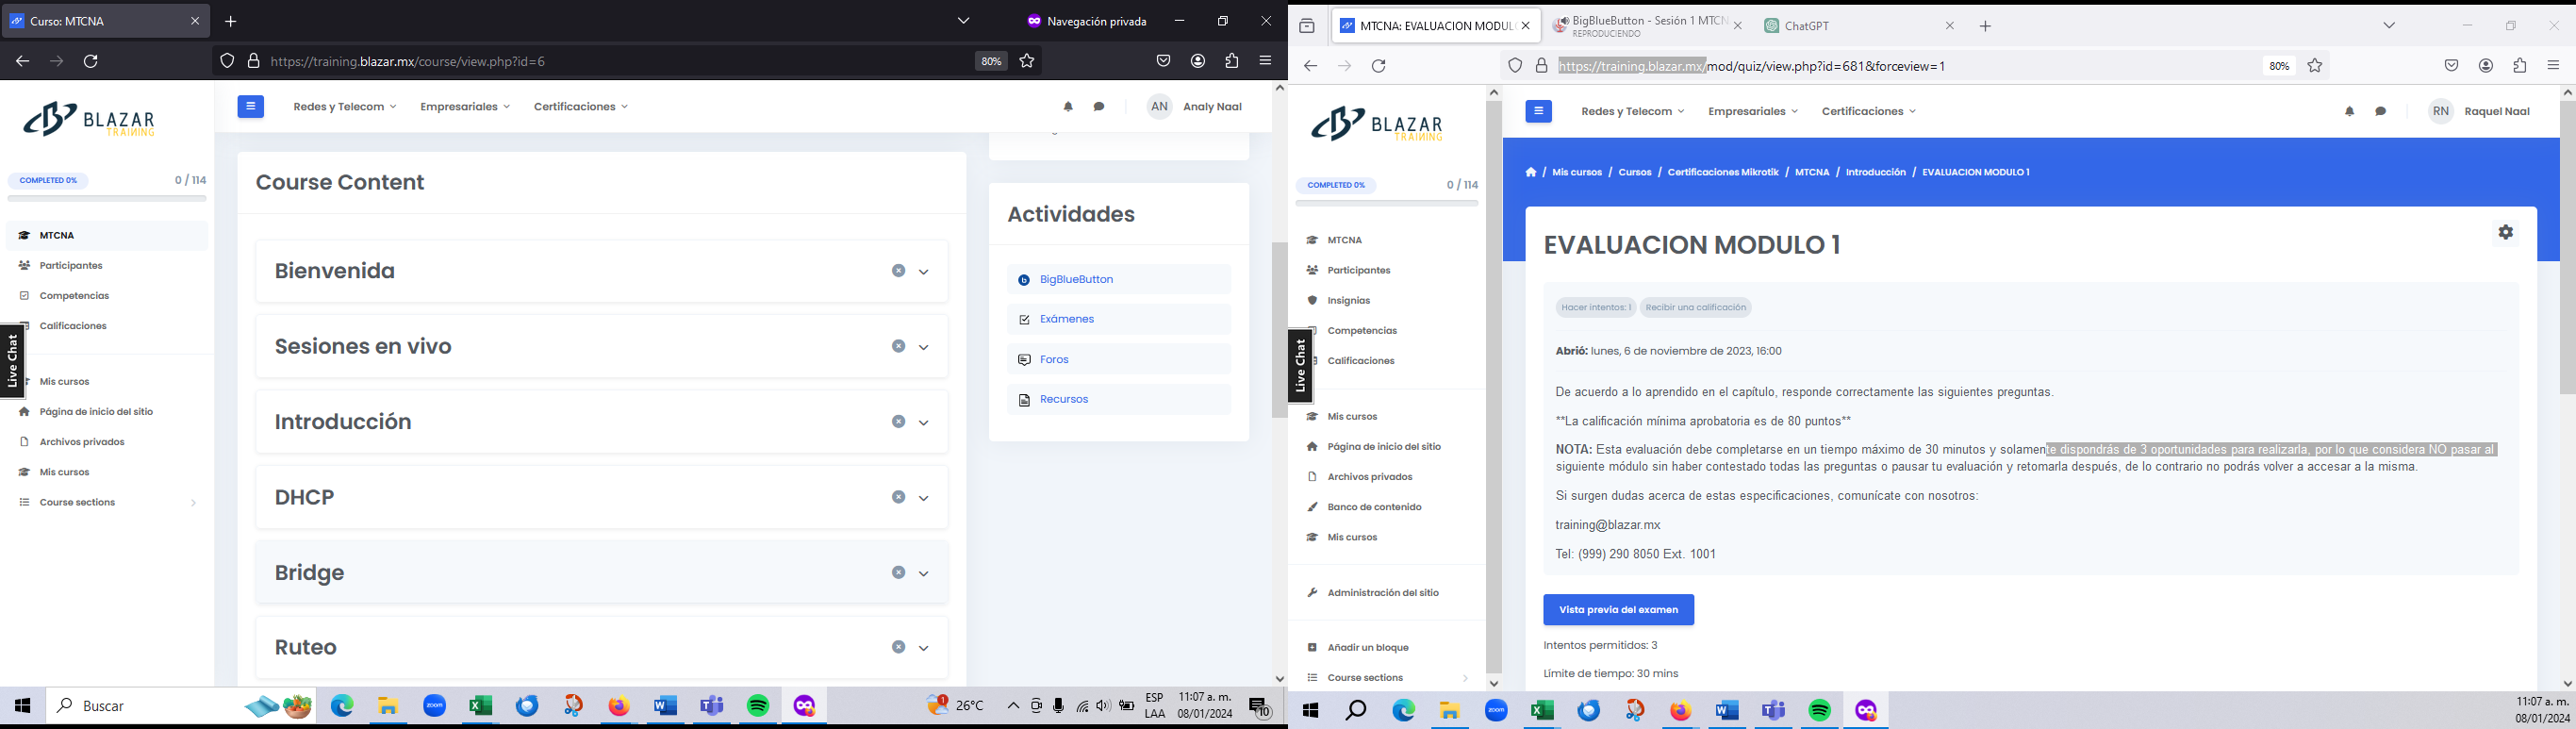 Curso: MTCNA
Navegación privada
https://training.blazar.mx/course/view.php?id=6
80%
BLAZAR
TRAINING
Redes y Telecom
Empresariales
Certificaciones
AN
Analy Naal
COMPLETED 0%
0 / 114
MTCNA
Participantes
Competencias
Calificaciones
Live Chat
Mis cursos
Página de inicio del sitio
Archivos privados
Mis cursos
Course sections
Course Content
Bienvenida
Sesiones en vivo
Introducción
DHCP
Bridge
Ruteo
Actividades
BigBlueButton
Exámenes
Foros
Recursos
Buscar
zoom
1
26°C
ESP
LAA
11:07 a. m.
08/01/2024
10
MTCNA: EVALUACION MODUL
BigBlueButton - Sesión 1 MTCN
REPRODUCIENDO
ChatGPT
https://training.blazar.mx/mod/quiz/view.php?id=681&forceview=1
80%
BLAZAR
TRAINING
Redes y Telecom
Empresariales
Certificaciones
RN
Raquel Naal
COMPLETED 0%
0 / 114
MTCNA
Participantes
Insignias
Competencias
Calificaciones
Live Chat
Mis cursos
Página de inicio del sitio
Archivos privados
Banco de contenido
Mis cursos
Administración del sitio
Añadir un bloque
Course sections
/ Mis cursos / Cursos / Certificaciones Mikrotik / MTCNA / Introducción / EVALUACION MODULO 1
EVALUACION MODULO 1
Hacer intentos: 1
Recibir una calificación
Abrió: lunes, 6 de noviembre de 2023, 16:00
De acuerdo a lo aprendido en el capítulo, responde correctamente las siguientes preguntas.
**La calificación mínima aprobatoria es de 80 puntos**
NOTA: Esta evaluación debe completarse en un tiempo máximo de 30 minutos y solamente dispondrás de 3 oportunidades para realizarla, por lo que considera NO pasar al
siguiente módulo sin haber contestado todas las preguntas o pausar tu evaluación y retomarla después, de lo contrario no podrás volver a accesar a la misma.
Si surgen dudas acerca de estas especificaciones, comunícate con nosotros:
training@blazar.mx
Tel: (999) 290 8050 Ext. 1001
Vista previa del examen
Intentos permitidos: 3
Límite de tiempo: 30 mins
zoom
11:07 a. m.
08/01/2024